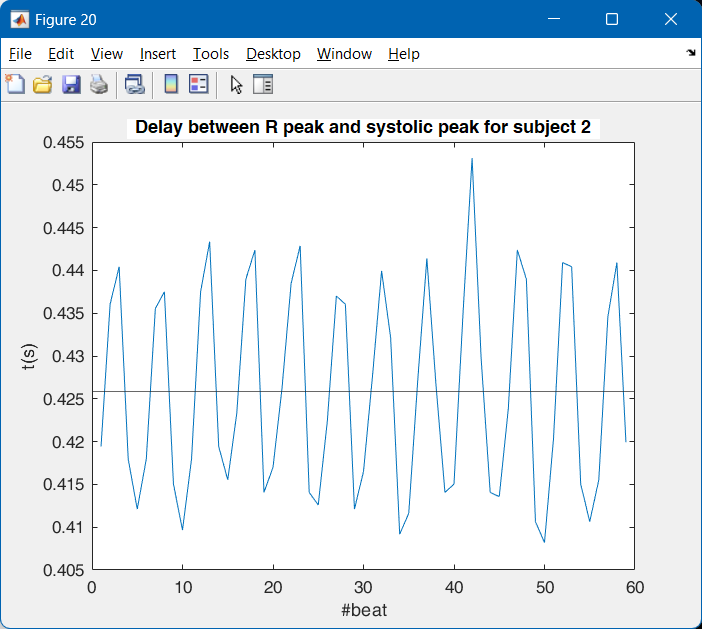 Figure 20
File Edit View Insert Tools Desktop Window Help
Delay between R peak and systolic peak for subject 2
0.455
0.45
0.445
0.44
0.435
0.43
0.425
0.42
0.415
0.41
0.405
t(s)
0 10 20 30 40 50 60
#beat